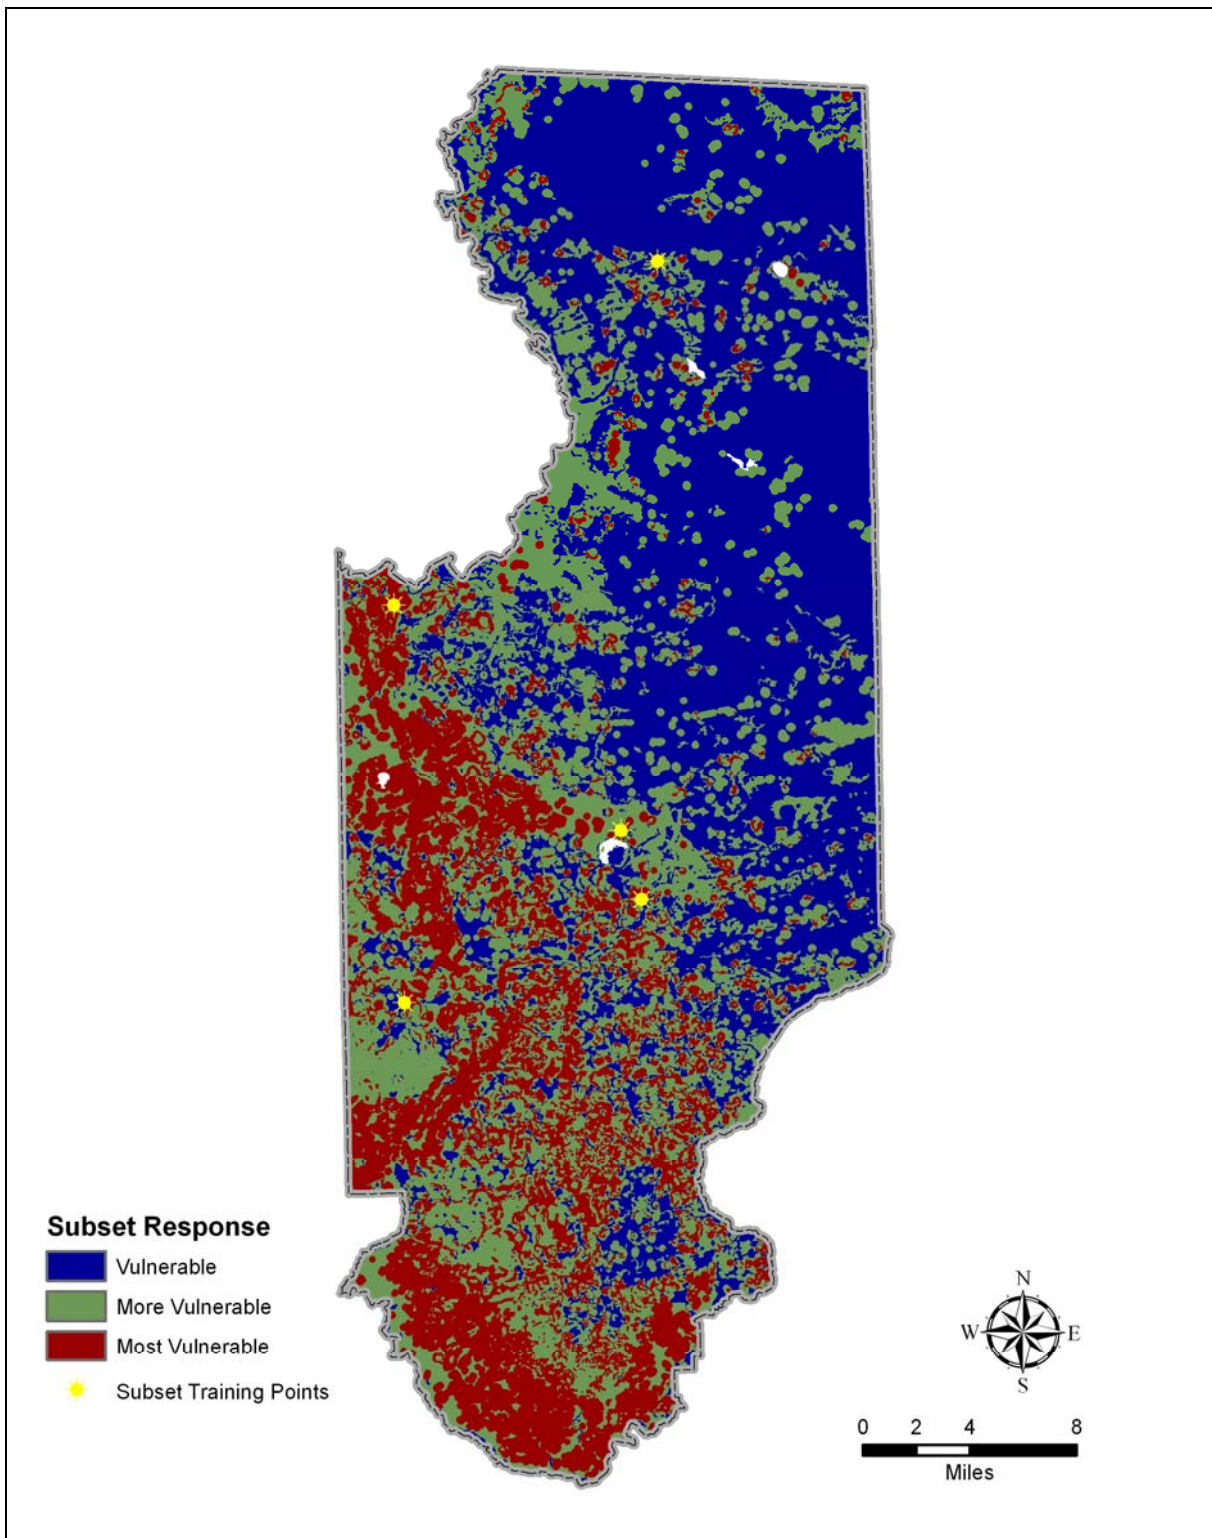 Subset Response
Vulnerable
More Vulnerable
Most Vulnerable
Subset Training Points
N
W E
S
0 2 4 8
Miles